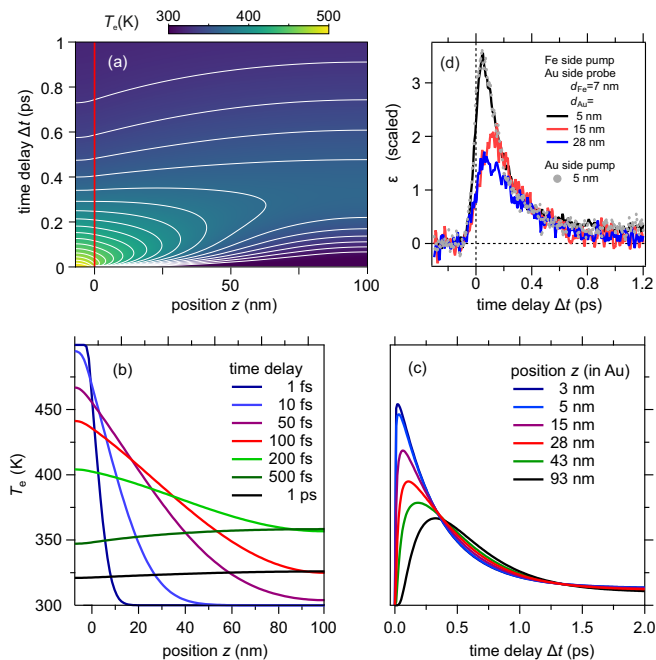 Tₑ(K)
300
400
500
(a)
1
0.8
0.6
0.4
0.2
0
time delay Δt (ps)
0
50
100
position z (nm)
(d)
Fe side pump
Au side probe
d_Fe=7 nm
d_Au=
5 nm
15 nm
28 nm
Au side pump
5 nm
ε (scaled)
4
3
2
1
0
0
0.4
0.8
1.2
time delay Δt (ps)
(b)
time delay
1 fs
10 fs
50 fs
100 fs
200 fs
500 fs
1 ps
Tₑ (K)
450
400
350
300
0
20
40
60
80
100
position z (nm)
(c)
position z (in Au)
3 nm
5 nm
15 nm
28 nm
43 nm
93 nm
0.0
0.5
1.0
1.5
2.0
time delay Δt (ps)